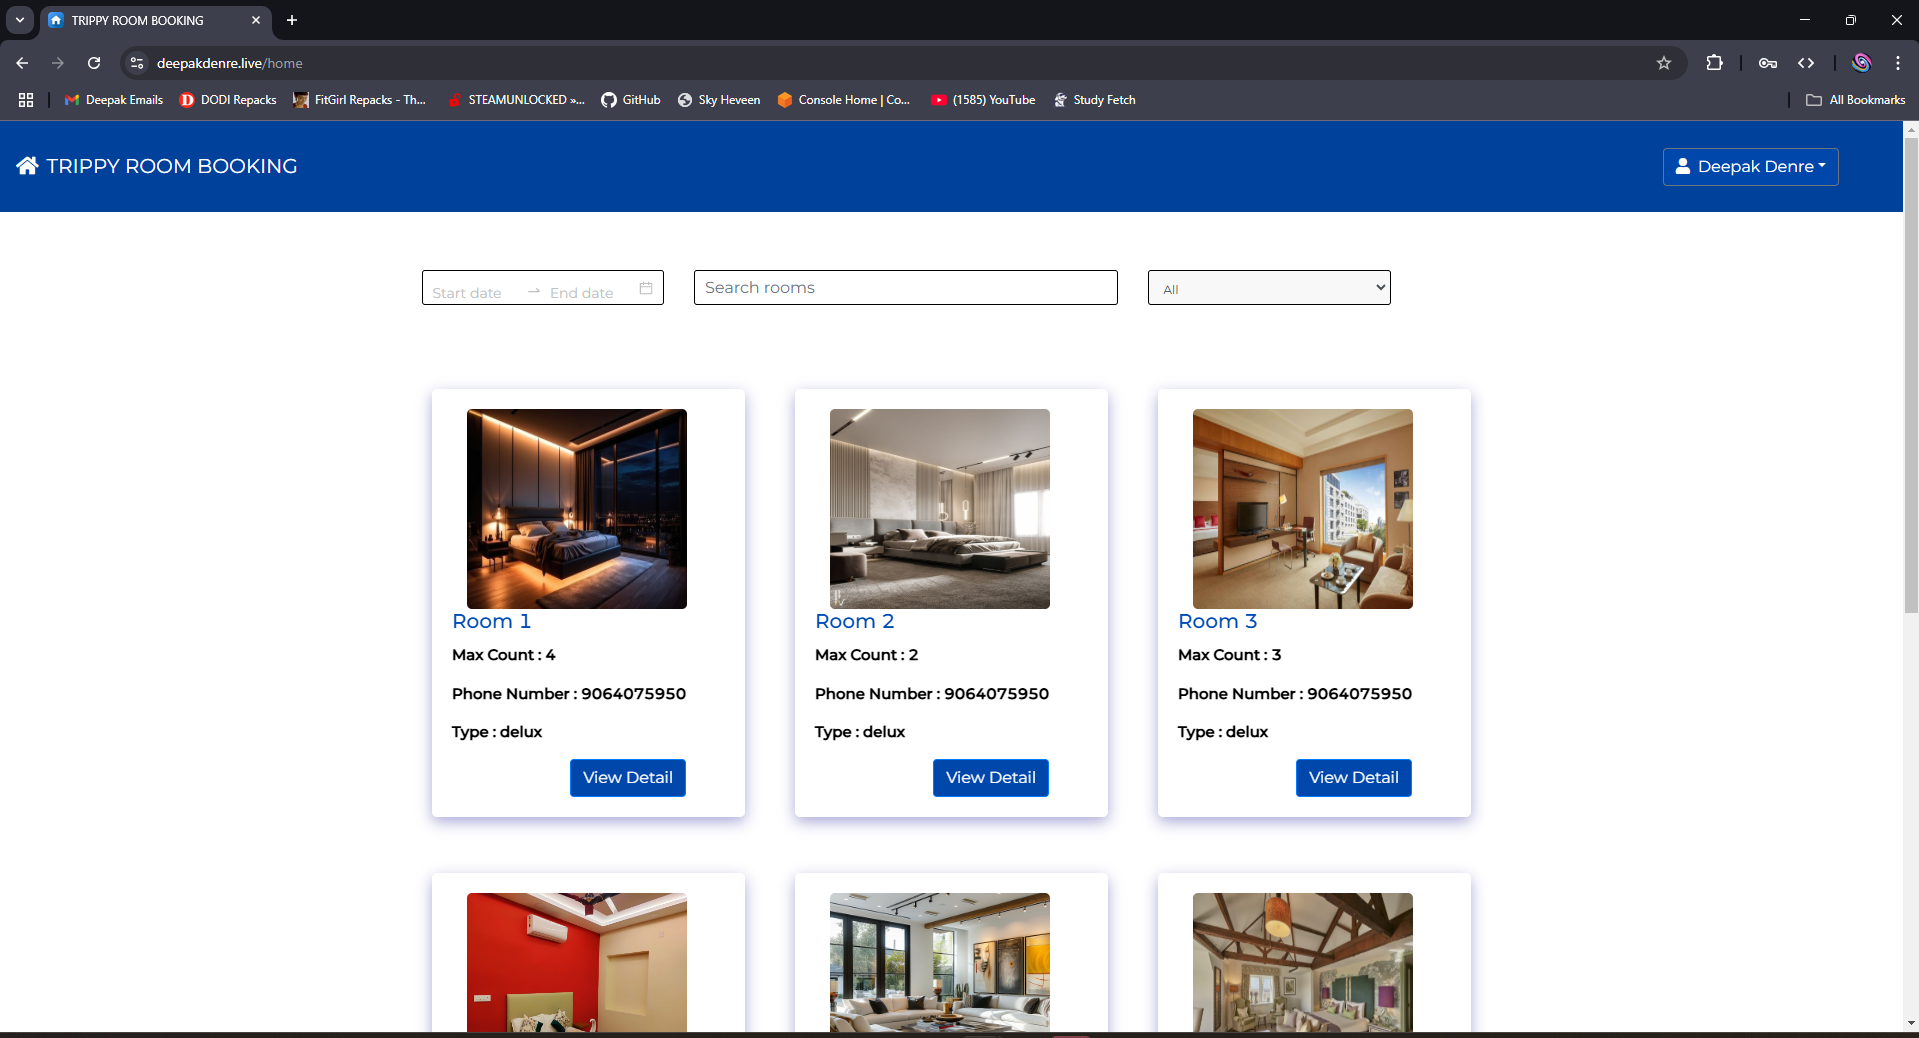 TRIPPY ROOM BOOKING
deepakdenre.live/home
Deepak Emails
DODI Repacks
FitGirl Repacks - Th...
STEAMUNLOCKED »...
GitHub
Sky Heveen
Console Home | Co...
(1585) YouTube
Study Fetch
All Bookmarks
TRIPPY ROOM BOOKING
Deepak Denre
Start date
End date
Search rooms
All
Room 1
Max Count : 4
Phone Number : 9064075950
Type : delux
View Detail
Room 2
Max Count : 2
Phone Number : 9064075950
Type : delux
View Detail
Room 3
Max Count : 3
Phone Number : 9064075950
Type : delux
View Detail